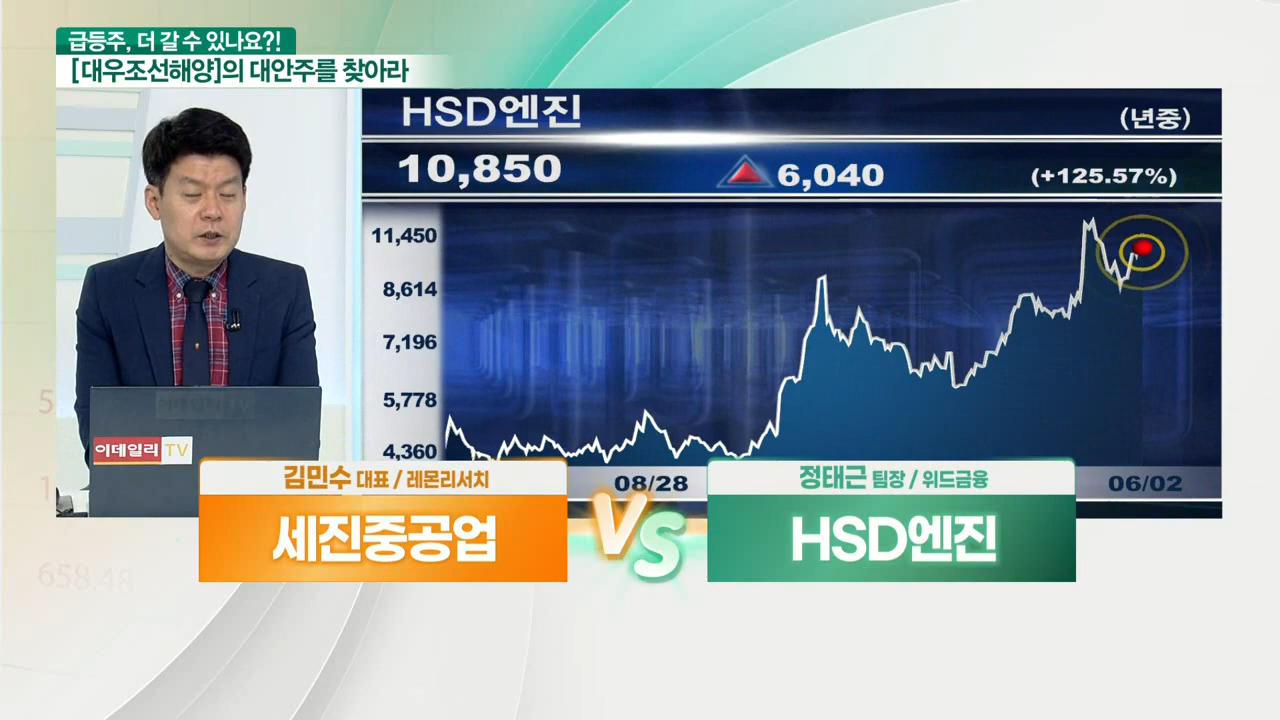 급등주, 더 갈 수 있나요?!
[대우조선해양]의 대안주를 찾아라
HSD엔진
(년중)
10,850
6,040
(+125.57%)
11,450
8,614
7,196
5,778
4,360
08/28
06/02
이데일리 TV
김민수 대표 / 레몬리서치
세진중공업
VS
정태근 팀장 / 위드금융
HSD엔진
658.48